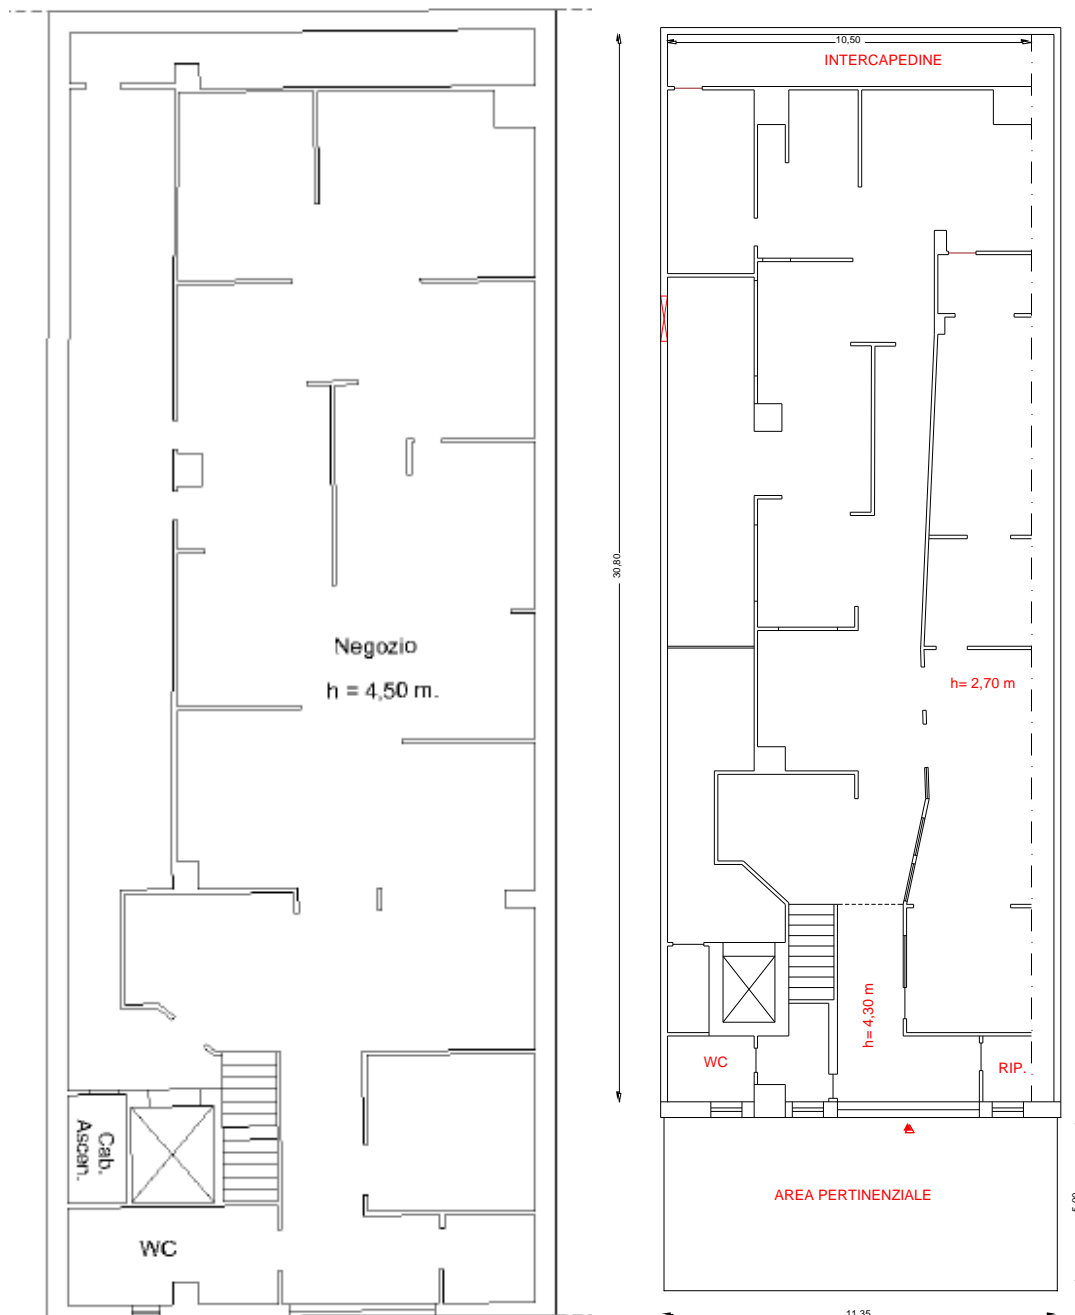 Negozio
h = 4,50 m.
Cab.
Ascen.
WC
10,50
INTERCAPEDINE
30,80
h= 2,70 m
h= 4,30 m
WC
RIP.
AREA PERTINENZIALE
11,35